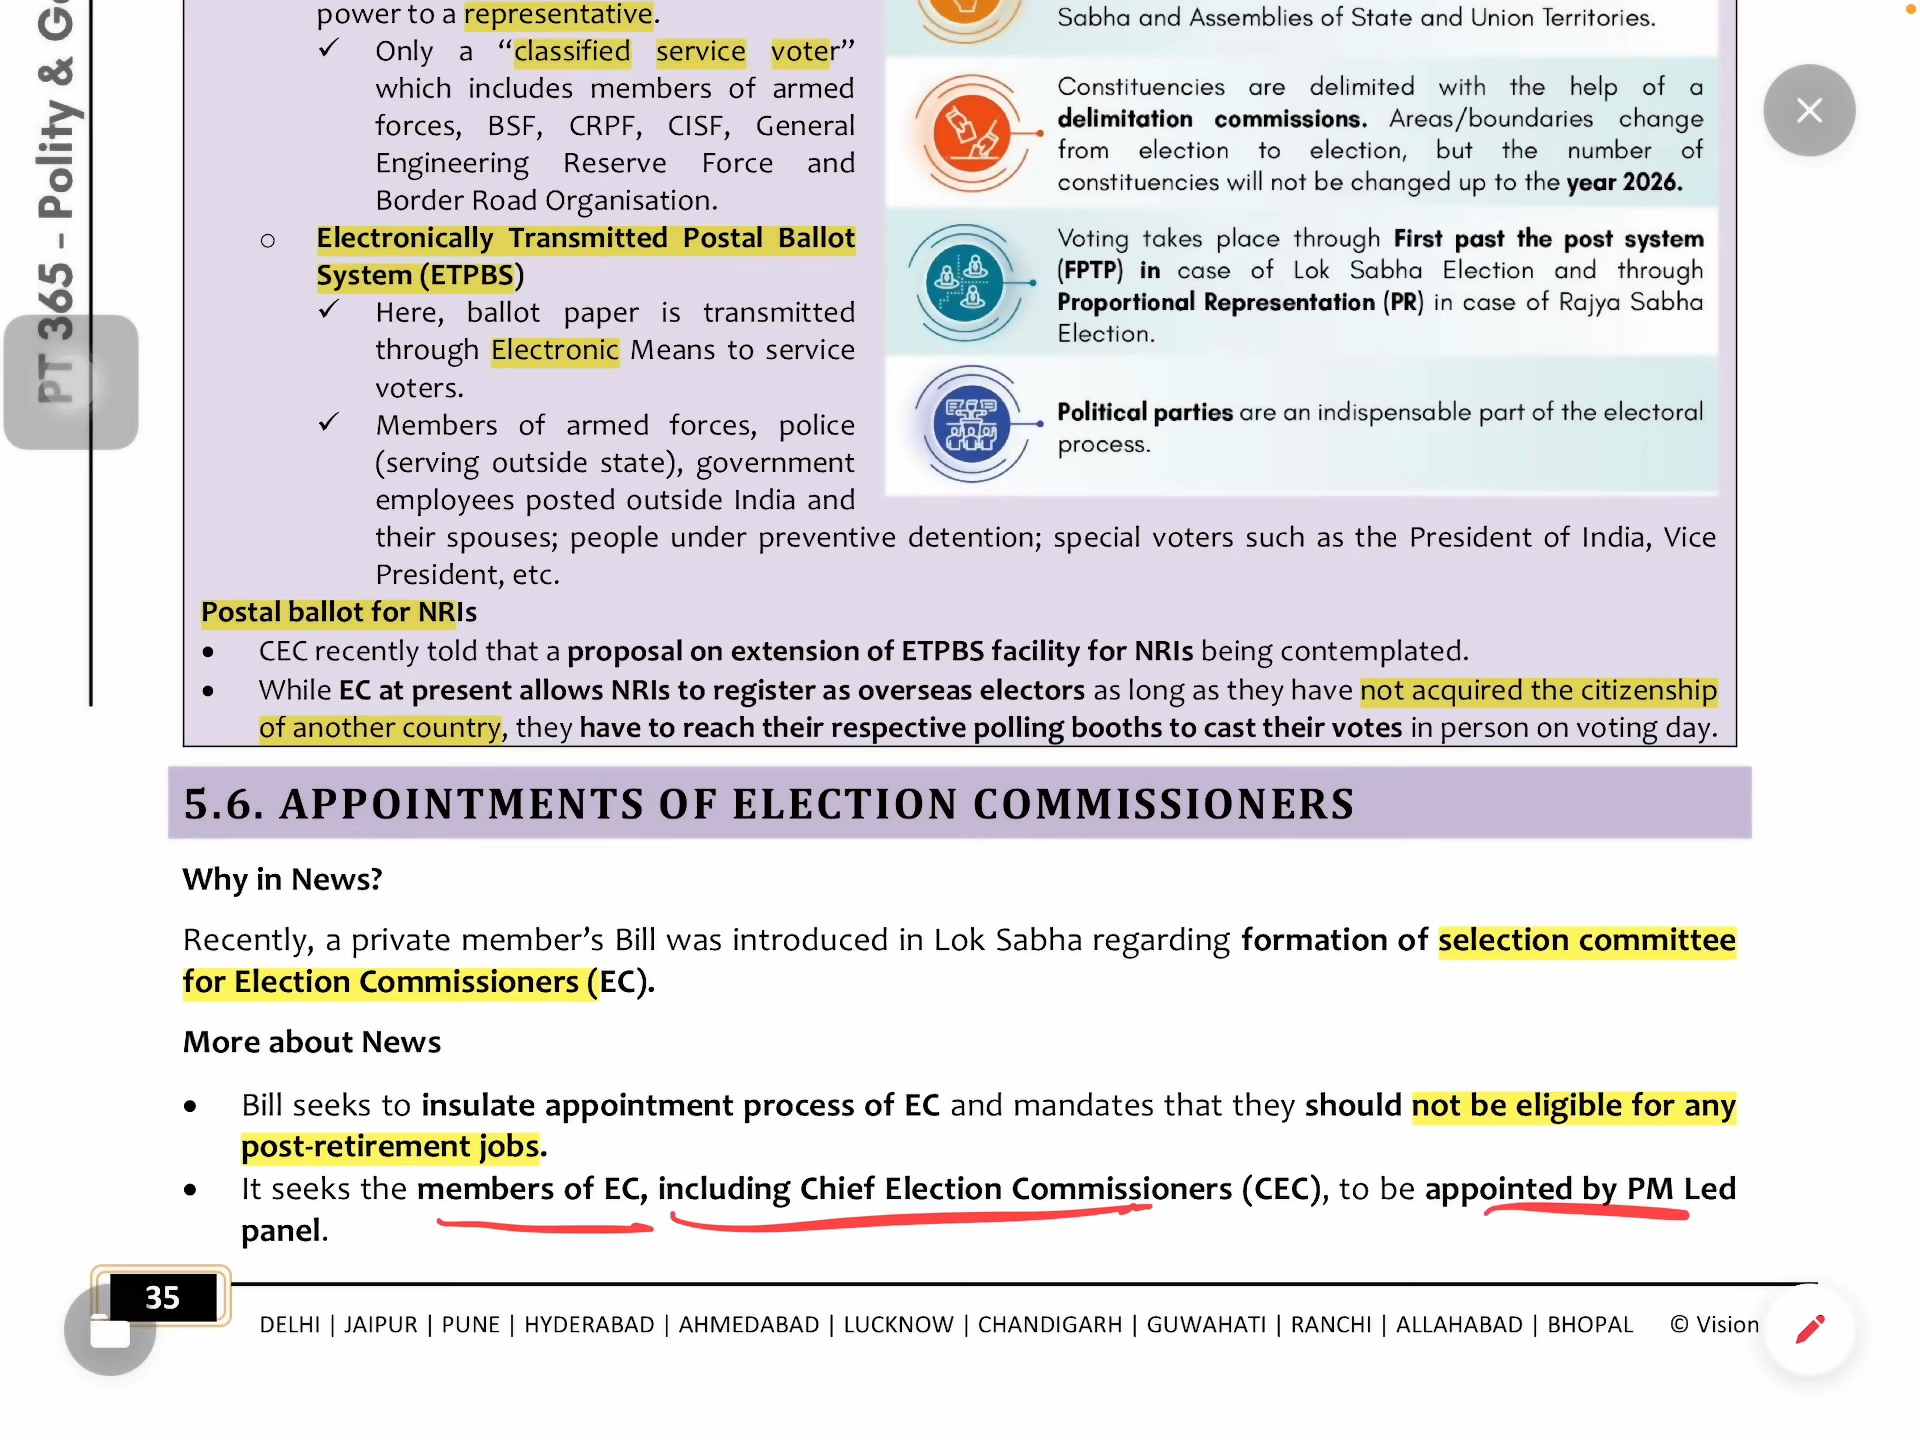 PT 365 - Polity & Go
power to a representative.
✓ Only a “classified service voter”
which includes members of armed
forces, BSF, CRPF, CISF, General
Engineering Reserve Force and
Border Road Organisation.
○ Electronically Transmitted Postal Ballot
System (ETPBS)
✓ Here, ballot paper is transmitted
through Electronic Means to service
voters.
✓ Members of armed forces, police
(serving outside state), government
employees posted outside India and
their spouses; people under preventive detention; special voters such as the President of India, Vice
President, etc.
Sabha and Assemblies of State and Union Territories.
Constituencies are delimited with the help of a
delimitation commissions. Areas/boundaries change
from election to election, but the number of
constituencies will not be changed up to the year 2026.
Voting takes place through First past the post system
(FPTP) in case of Lok Sabha Election and through
Proportional Representation (PR) in case of Rajya Sabha
Election.
Political parties are an indispensable part of the electoral
process.
Postal ballot for NRIs
• CEC recently told that a proposal on extension of ETPBS facility for NRIs being contemplated.
• While EC at present allows NRIs to register as overseas electors as long as they have not acquired the citizenship
of another country, they have to reach their respective polling booths to cast their votes in person on voting day.
5.6. APPOINTMENTS OF ELECTION COMMISSIONERS
Why in News?
Recently, a private member’s Bill was introduced in Lok Sabha regarding formation of selection committee
for Election Commissioners (EC).
More about News
• Bill seeks to insulate appointment process of EC and mandates that they should not be eligible for any
post-retirement jobs.
• It seeks the members of EC, including Chief Election Commissioners (CEC), to be appointed by PM Led
panel.
35
DELHI | JAIPUR | PUNE | HYDERABAD | AHMEDABAD | LUCKNOW | CHANDIGARH | GUWAHATI | RANCHI | ALLAHABAD | BHOPAL © Vision